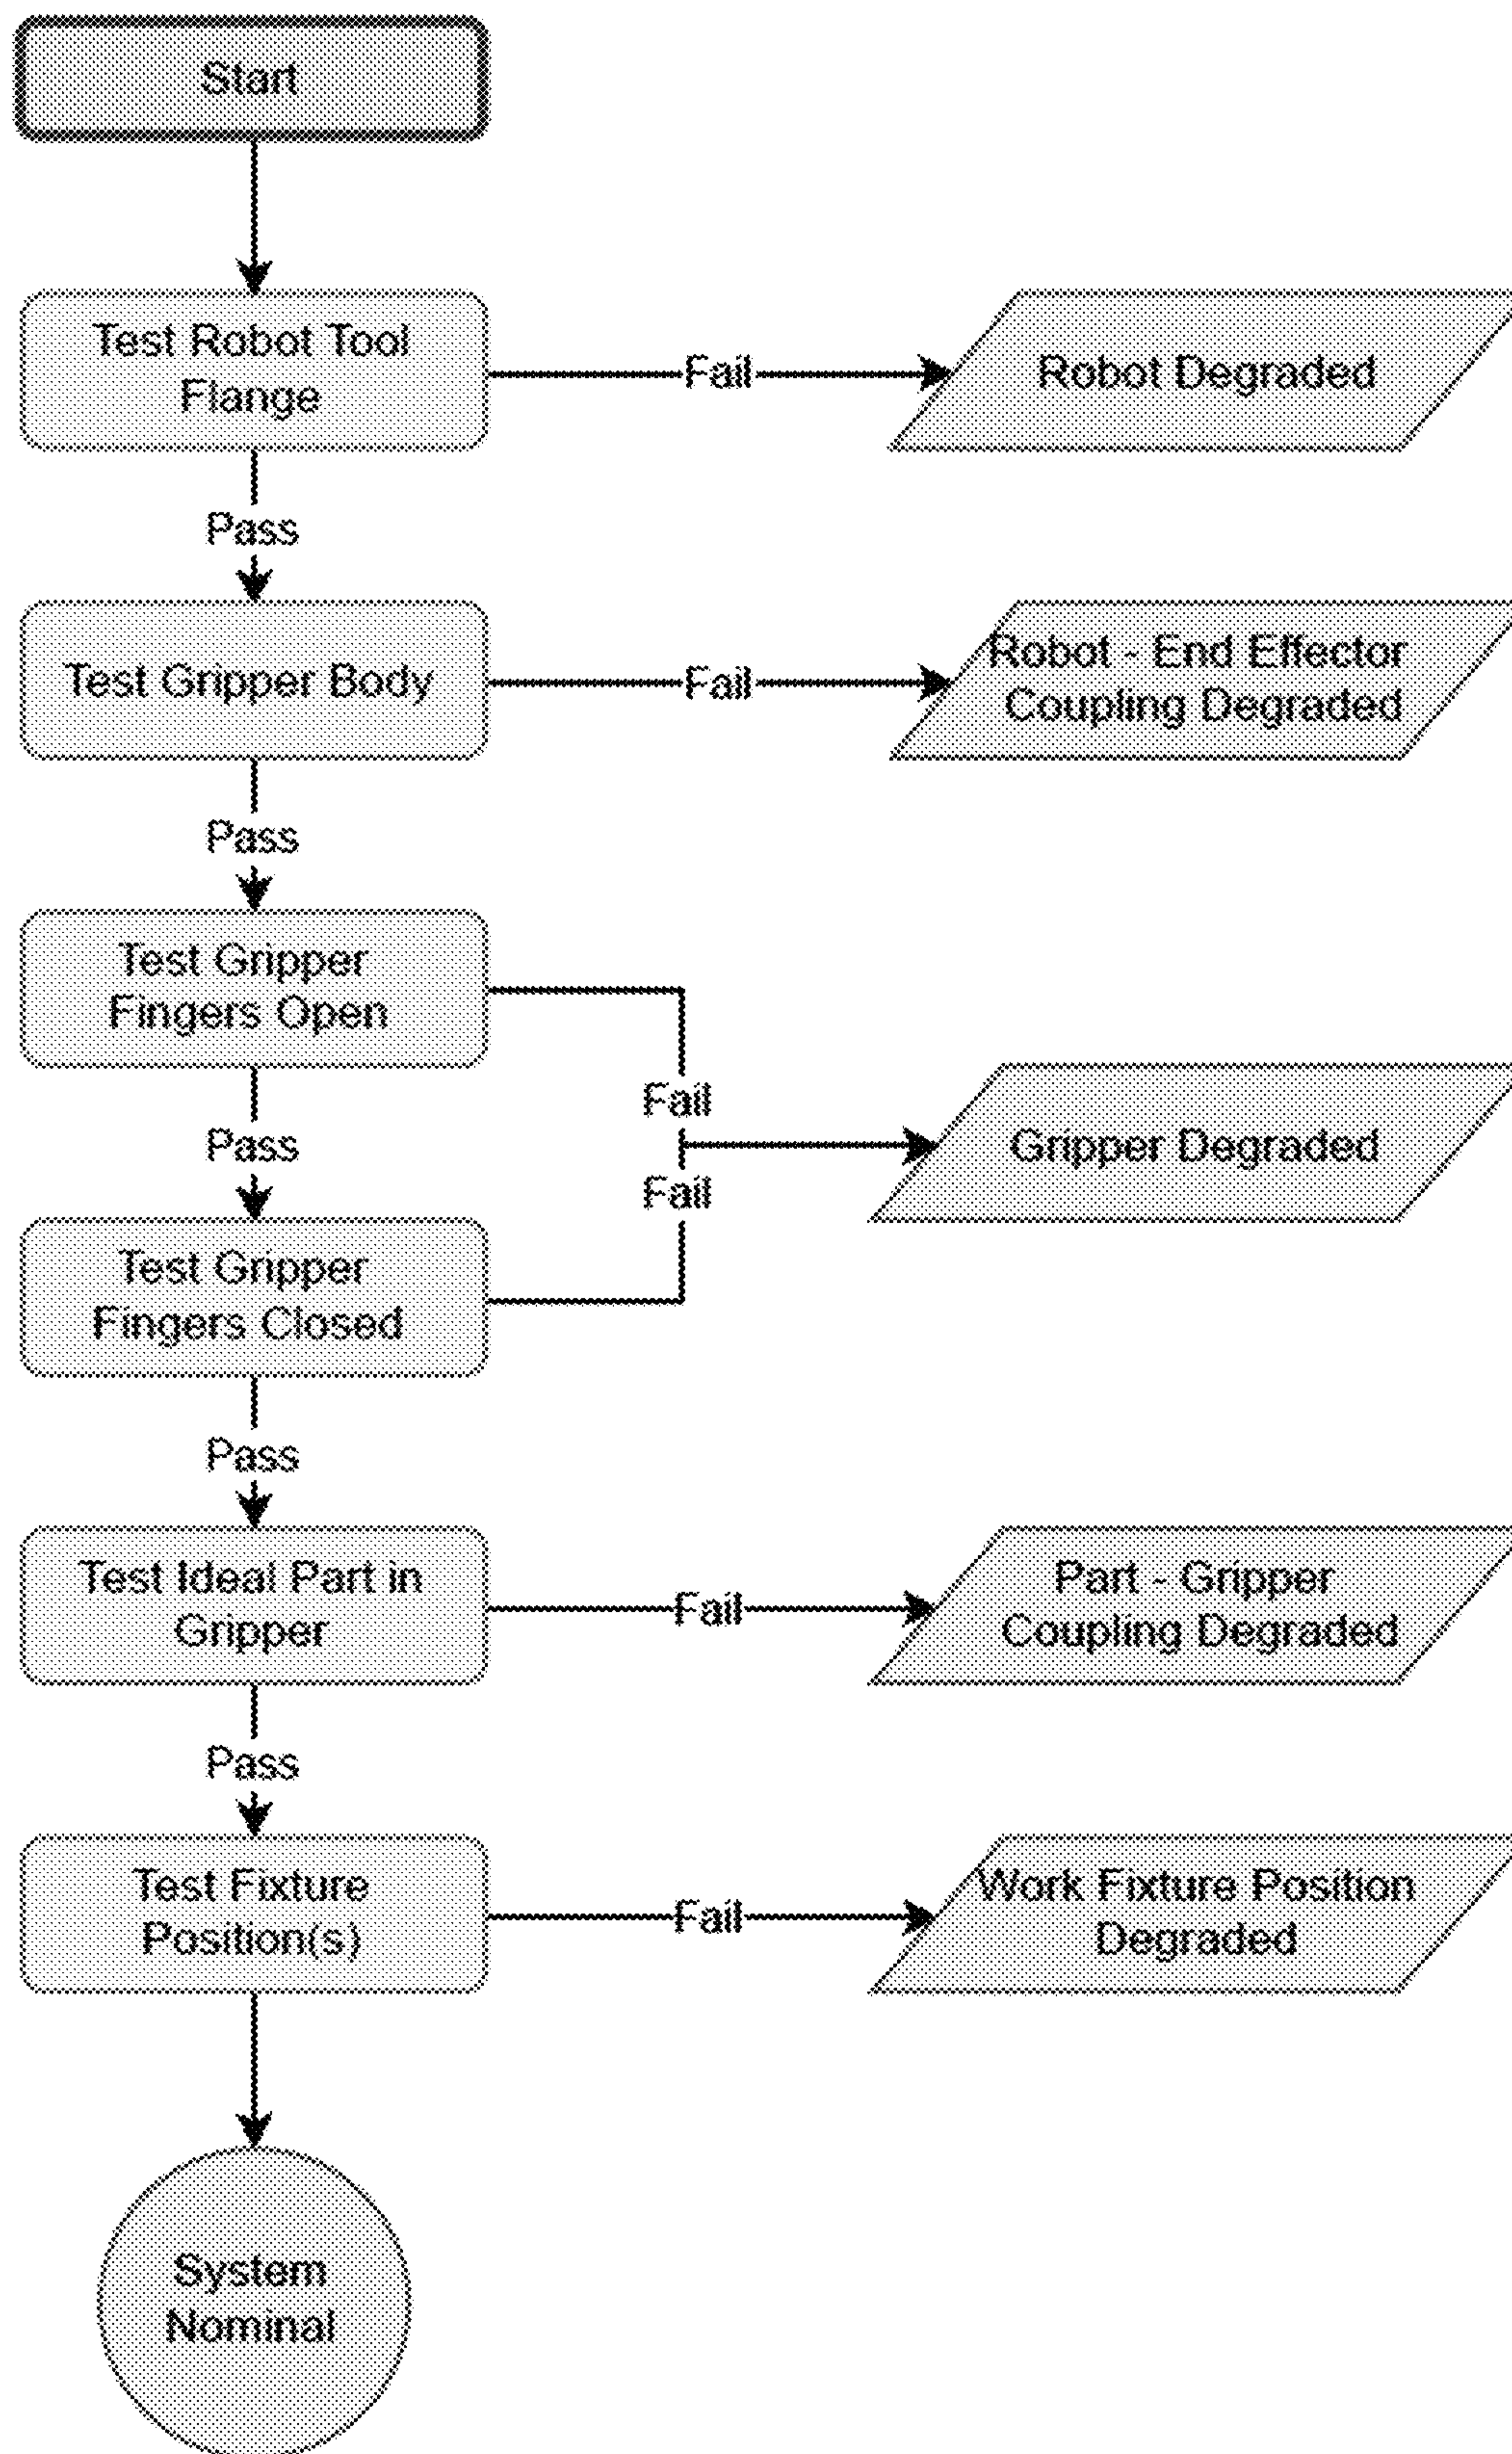 Start
Test Robot Tool
Flange
Fail
Robot Degraded
Pass
Test Gripper Body
Fail
Robot - End Effector
Coupling Degraded
Pass
Test Gripper
Fingers Open
Fail
Pass
Gripper Degraded
Fail
Test Gripper
Fingers Closed
Pass
Test Ideal Part in
Gripper
Fail
Part - Gripper
Coupling Degraded
Pass
Test Fixture
Position(s)
Fail
Work Fixture Position
Degraded
System
Nominal